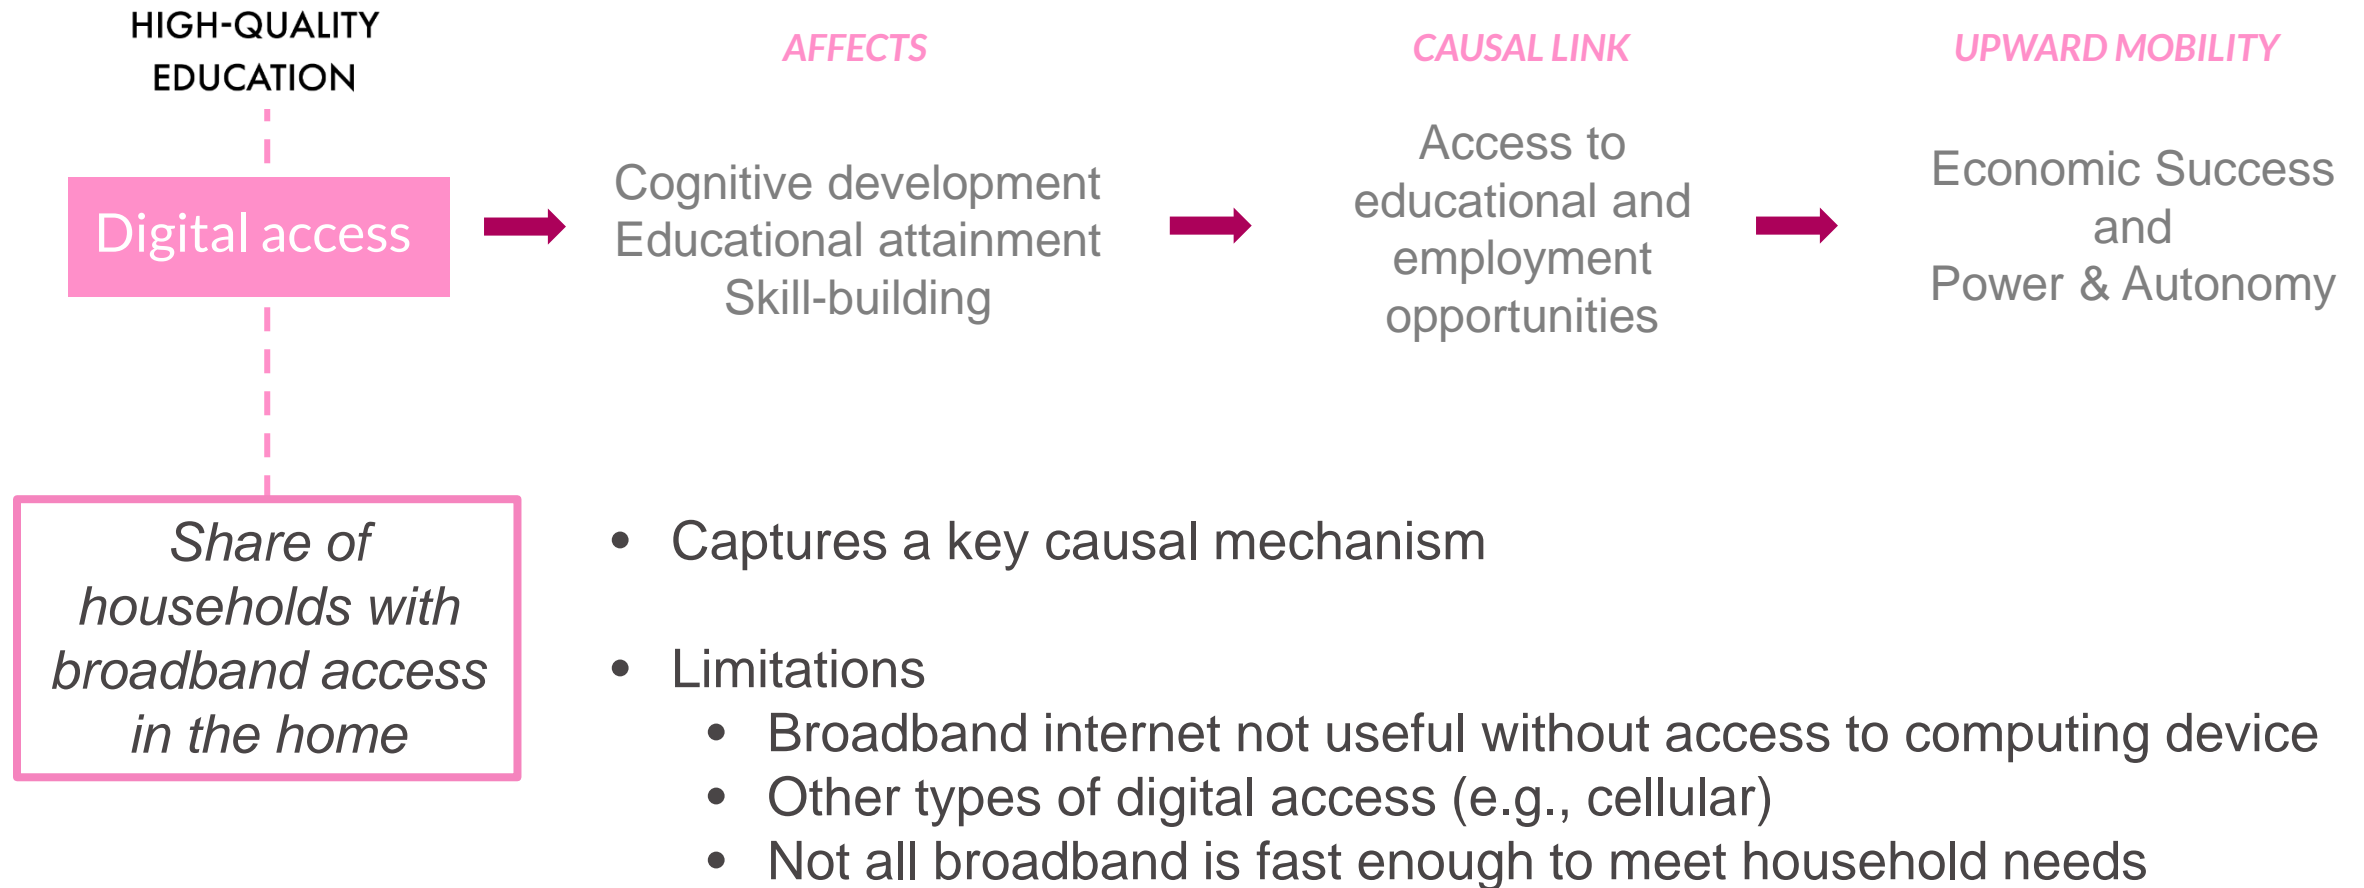 HIGH-QUALITY
EDUCATION
AFFECTS
CAUSAL LINK
UPWARD MOBILITY
Digital access
Cognitive development
Educational attainment
Skill-building
Access to
educational and
employment
opportunities
Economic Success
and
Power & Autonomy
Share of
households with
broadband access
in the home
• Captures a key causal mechanism
• Limitations
• Broadband internet not useful without access to computing device
• Other types of digital access (e.g., cellular)
• Not all broadband is fast enough to meet household needs